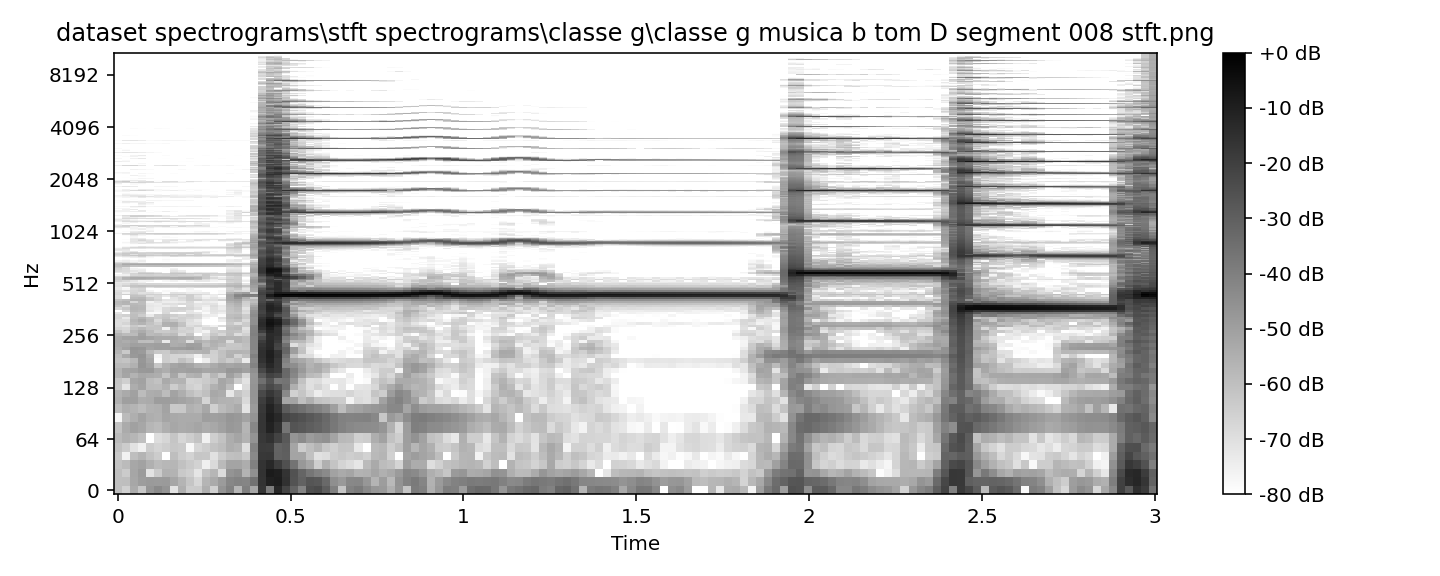 dataset spectrograms\stft spectrograms\classe g\classe g musica b tom D segment 008 stft.png
8192
4096
2048
1024
512
256
128
64
0
Hz
0
0.5
1
1.5
2
2.5
3
Time
+0 dB
-10 dB
-20 dB
-30 dB
-40 dB
-50 dB
-60 dB
-70 dB
-80 dB